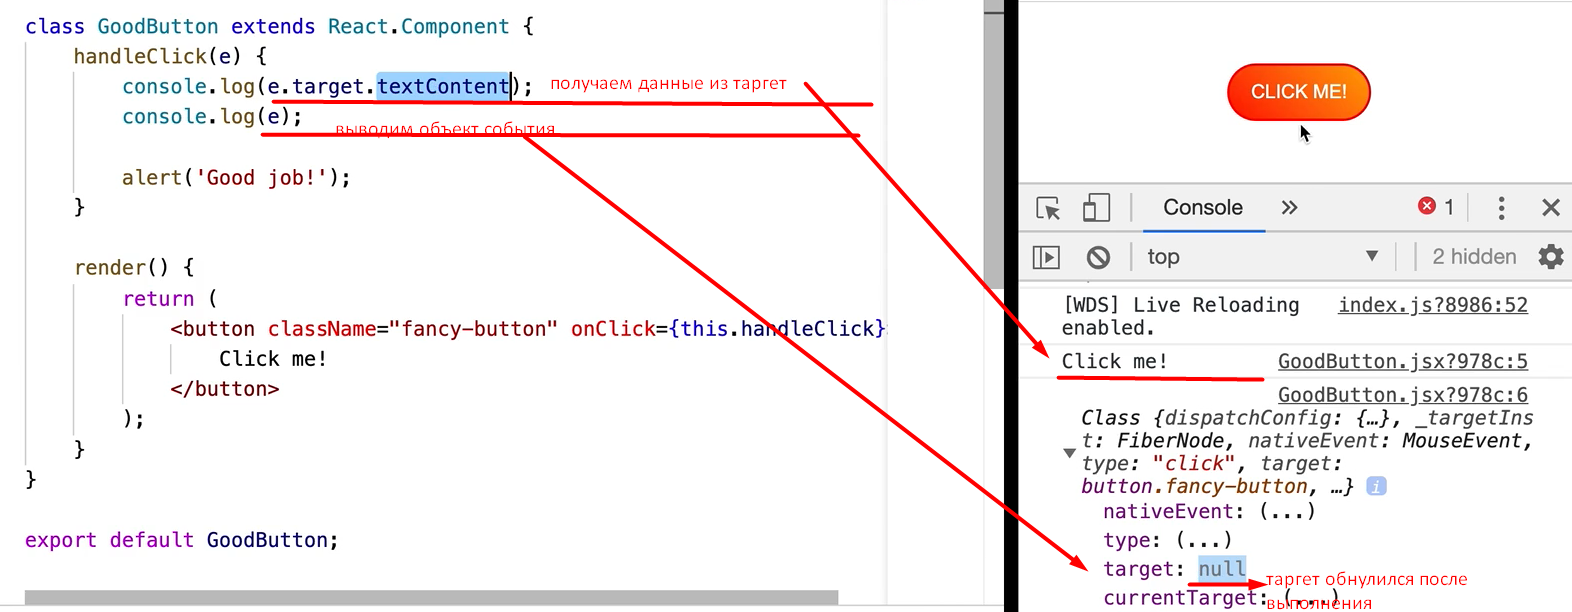 class GoodButton extends React.Component {
handleClick(e) {
console.log(e.target.textContent); получаем данные из таргет
console.log(e);
выводим объект события
alert('Good job!');
}
render() {
return (
<button className="fancy-button" onClick={this.handleClick}
Click me!
</button>
);
}
}
export default GoodButton;
CLICK ME!
Console » 1
top ▼ 2 hidden
[WDS] Live Reloading index.js?8986:52
enabled.
Click me! GoodButton.jsx?978c:5
GoodButton.jsx?978c:6
Class {dispatchConfig: {…}, _targetIns
t: FiberNode, nativeEvent: MouseEvent,
type: "click", target:
button.fancy-button, …} i
nativeEvent: (...)
type: (...)
target: null
таргет обнулился после
выполнения
currentTarget: (...)